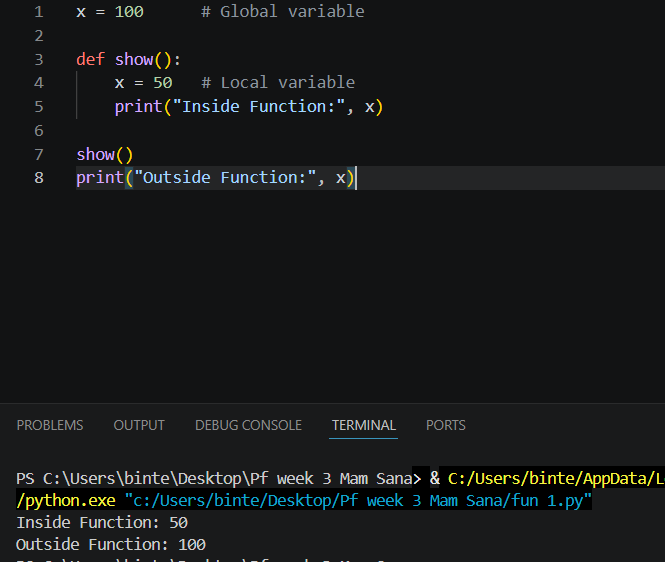 1 x = 100      # Global variable
2
3 def show():
4     x = 50   # Local variable
5     print("Inside Function:", x)
6
7 show()
8 print("Outside Function:", x)
PROBLEMS OUTPUT DEBUG CONSOLE TERMINAL PORTS
PS C:\Users\binte\Desktop\Pf week 3 Mam Sana> & C:/Users/binte/AppData/L
/python.exe "c:/Users/binte/Desktop/Pf week 3 Mam Sana/fun 1.py"
Inside Function: 50
Outside Function: 100